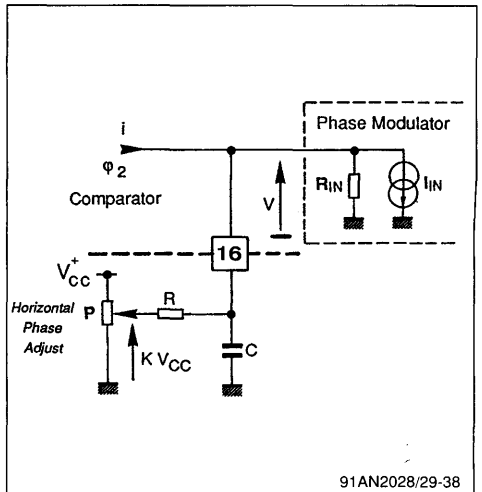 i
φ2
Comparator
Phase Modulator
RIN
IIN
V
16
V+CC
Horizontal
Phase
Adjust
P
R
K VCC
C
91AN2028/29-38